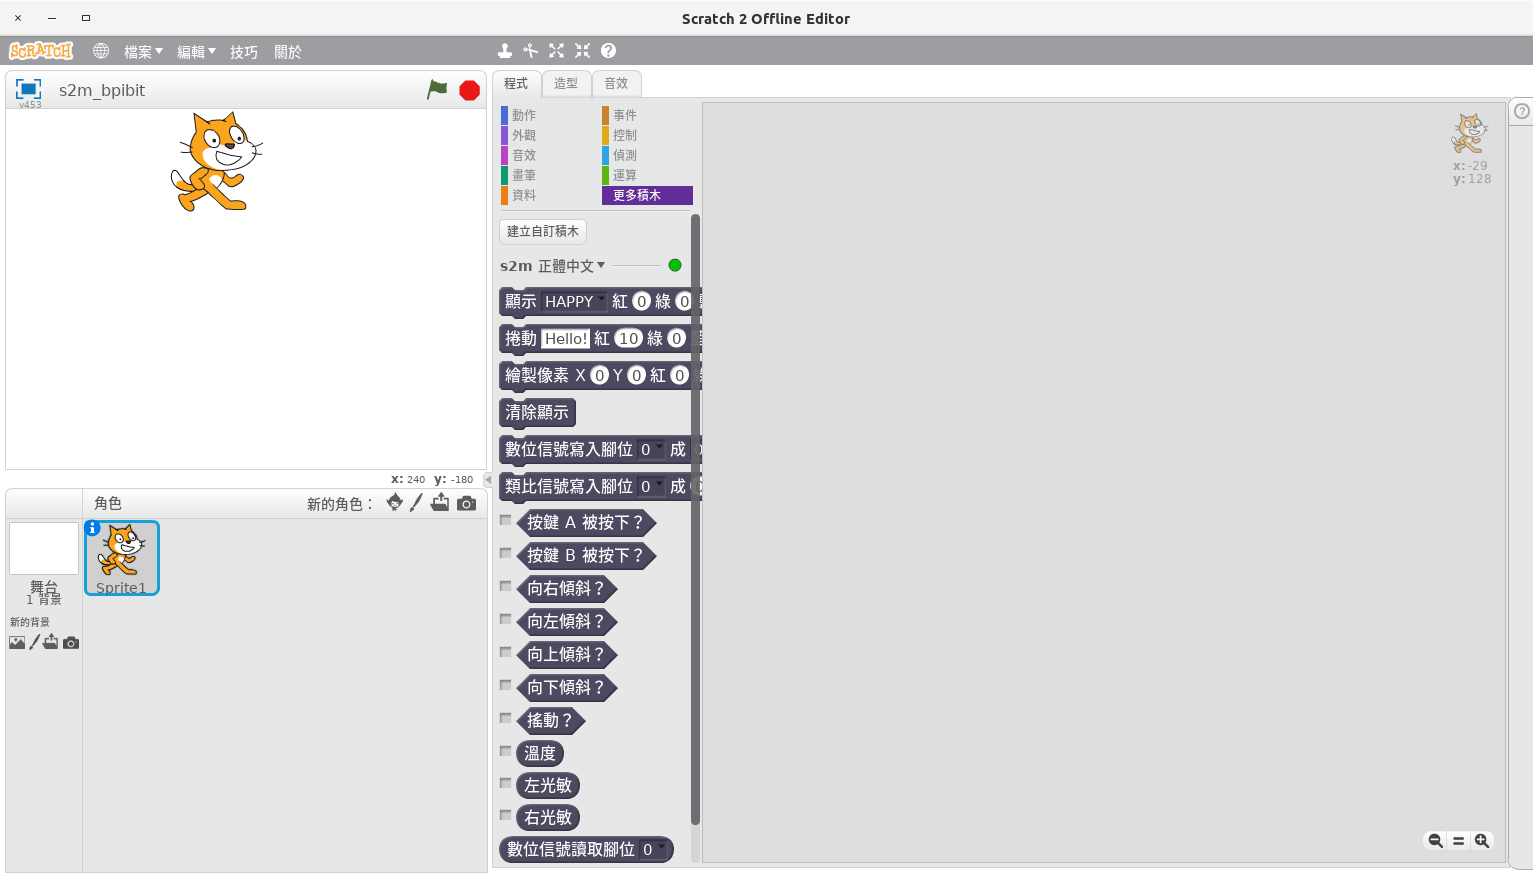 Scratch 2 Offline Editor
SCRATCH 檔案 編輯 技巧 關於
s2m_bpibit
v453
程式 造型 音效
動作 事件
外觀 控制
音效 偵測
畫筆 運算
資料 更多積木
建立自訂積木
s2m 正體中文
顯示 HAPPY 紅 0 綠 0
捲動 Hello! 紅 10 綠 0
繪製像素 X 0 Y 0 紅 0
清除顯示
數位信號寫入腳位 0 成
類比信號寫入腳位 0 成
按鍵 A 被按下？
按鍵 B 被按下？
向右傾斜？
向左傾斜？
向上傾斜？
向下傾斜？
搖動？
溫度
左光敏
右光敏
數位信號讀取腳位 0
x: -29
y: 128
x: 240 y: -180
角色 新的角色：
舞台
1 背景
新的背景
Sprite1